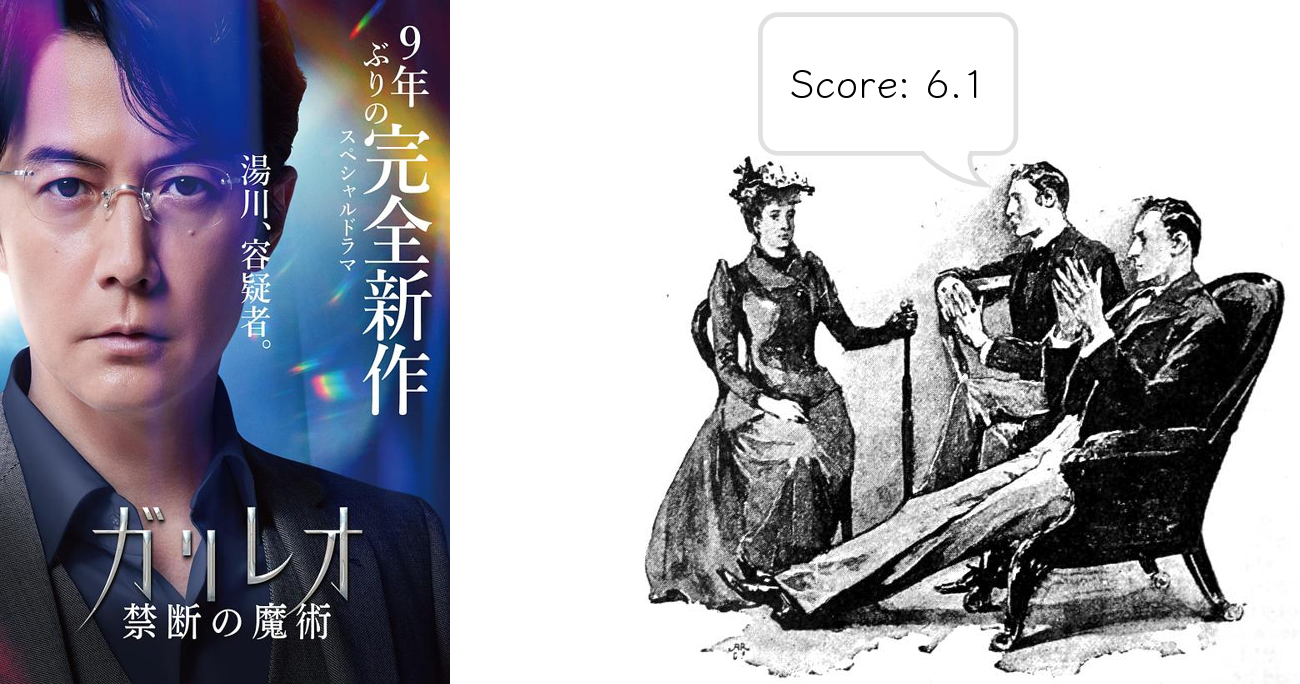 9年
ぶりの
完全新作
スペシャルドラマ
湯川、容疑者。
ガリレオ
禁断の魔術
Score: 6.1